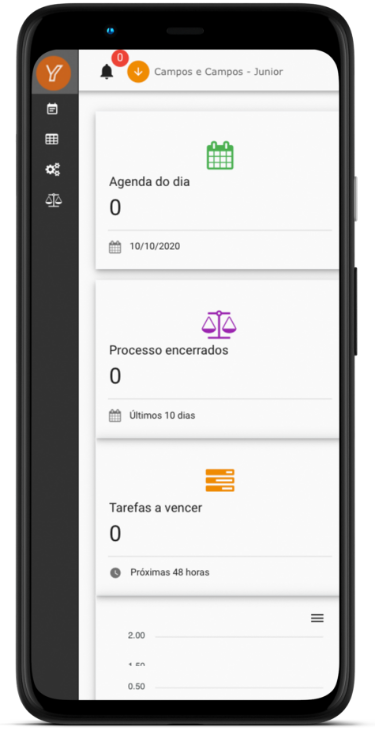 0
Campos e Campos - Junior
Agenda do dia
0
10/10/2020
Processo encerrados
0
Últimos 10 dias
Tarefas a vencer
0
Próximas 48 horas
2.00
0.50